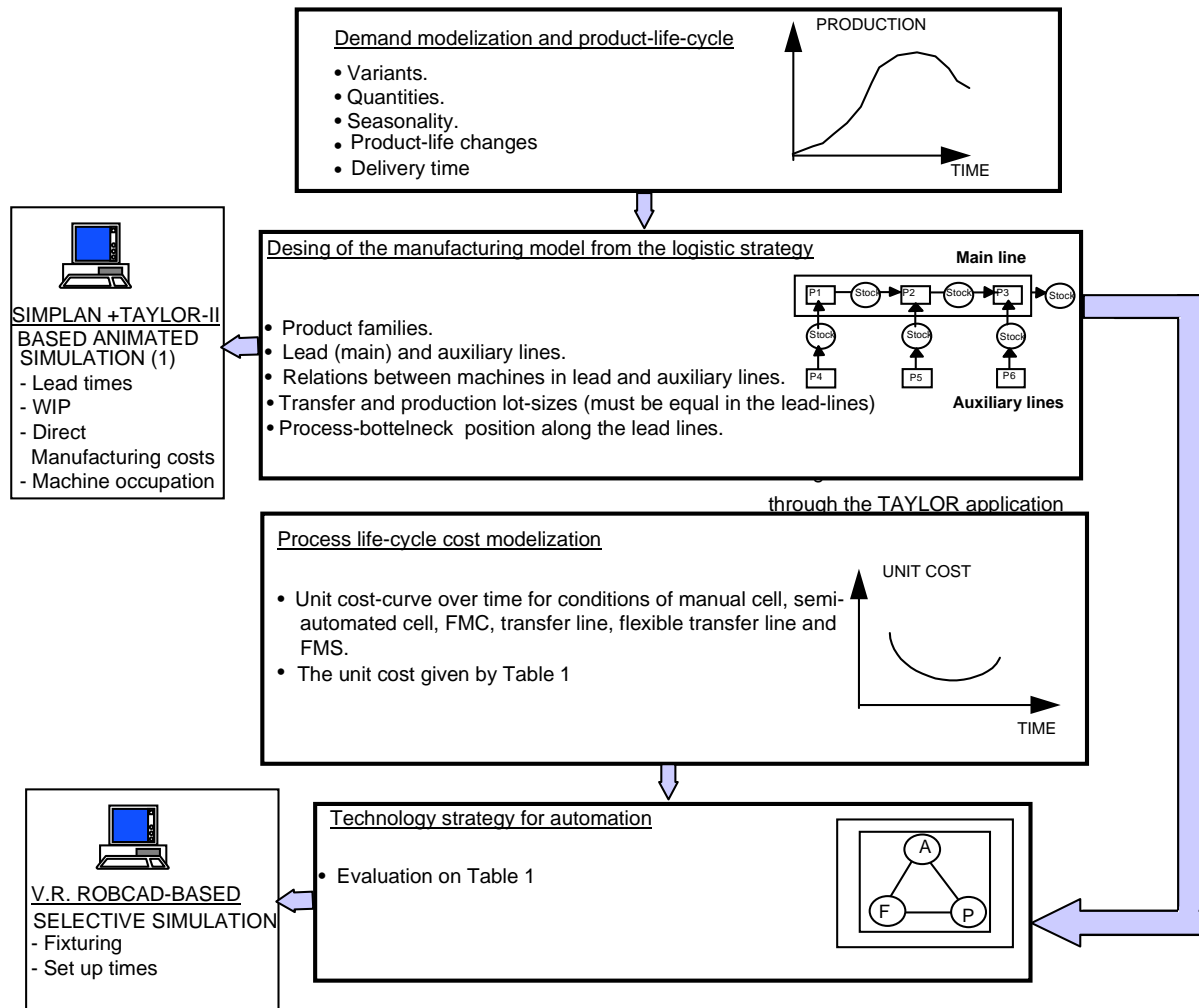 Demand modelization and product-life-cycle
• Variants.
• Quantities.
• Seasonality.
• Product-life changes
• Delivery time
PRODUCTION
TIME
SIMPLAN +TAYLOR-II
BASED ANIMATED
SIMULATION (1)
- Lead times
- WIP
- Direct
Manufacturing costs
- Machine occupation
Desing of the manufacturing model from the logistic strategy
• Product families.
• Lead (main) and auxiliary lines.
• Relations between machines in lead and auxiliary lines.
• Transfer and production lot-sizes (must be equal in the lead-lines)
• Process-bottelneck position along the lead lines.
Main line
P1 Stock P2 Stock P3 Stock
Stock Stock Stock
P4 P5 P6
Auxiliary lines
through the TAYLOR application
Process life-cycle cost modelization
• Unit cost-curve over time for conditions of manual cell, semi-
automated cell, FMC, transfer line, flexible transfer line and
FMS.
• The unit cost given by Table 1
UNIT COST
TIME
V.R. ROBCAD-BASED
SELECTIVE SIMULATION
- Fixturing
- Set up times
Technology strategy for automation
• Evaluation on Table 1
A
F P